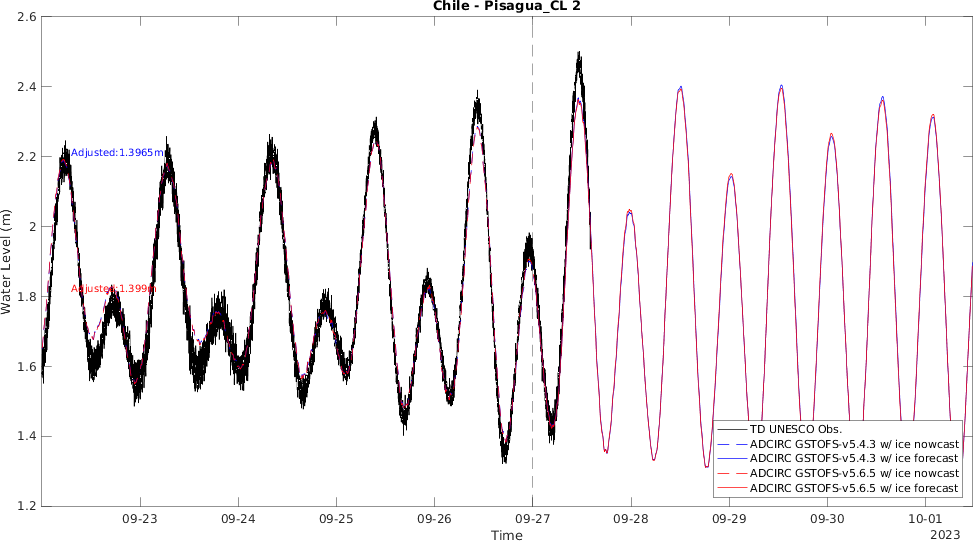 Chile - Pisagua_CL 2
2.6
2.4
2.2
2
1.8
1.6
1.4
1.2
Water Level (m)
Adjusted:1.3965m
Adjusted:1.399m
TD UNESCO Obs.
ADCIRC GSTOFS-v5.4.3 w/ ice nowcast
ADCIRC GSTOFS-v5.4.3 w/ ice forecast
ADCIRC GSTOFS-v5.6.5 w/ ice nowcast
ADCIRC GSTOFS-v5.6.5 w/ ice forecast
09-23 09-24 09-25 09-26 09-27 09-28 09-29 09-30 10-01
Time
2023